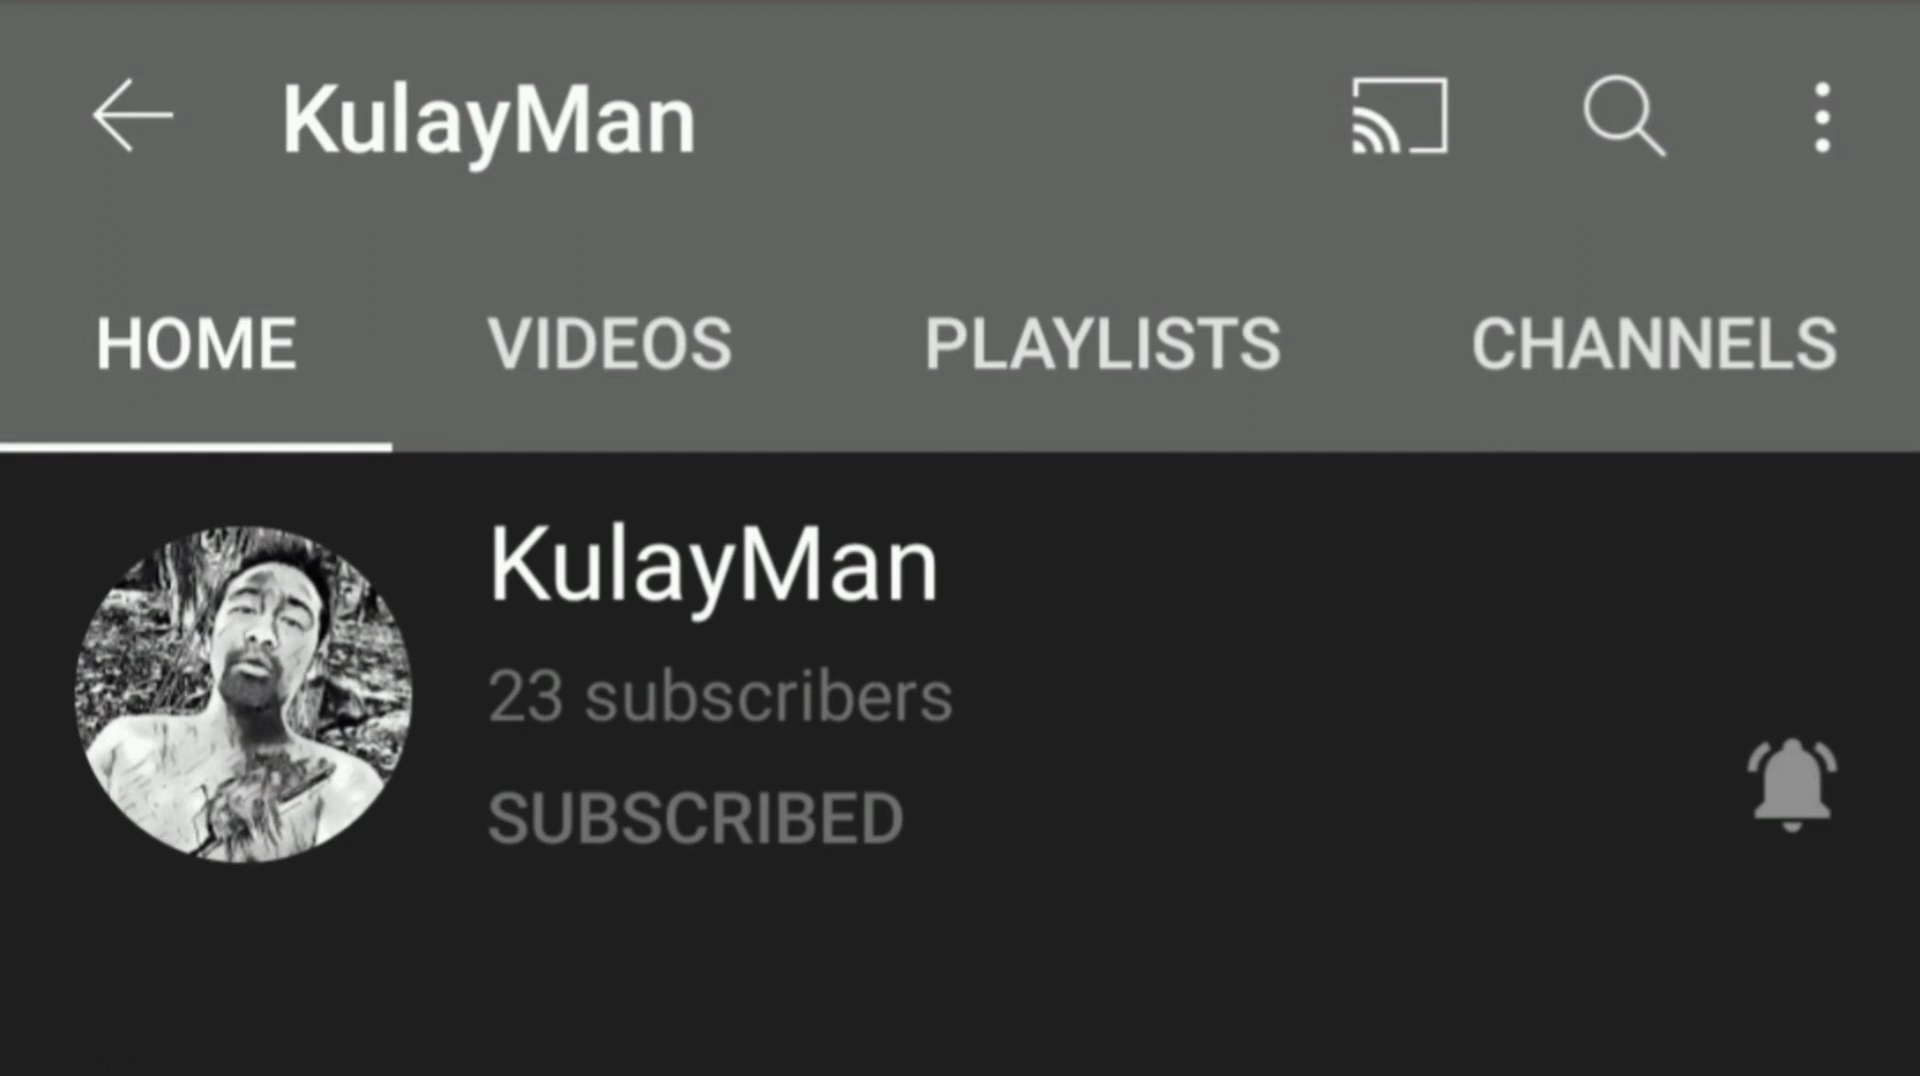 KulayMan
HOME VIDEOS PLAYLISTS CHANNELS
KulayMan
23 subscribers
SUBSCRIBED